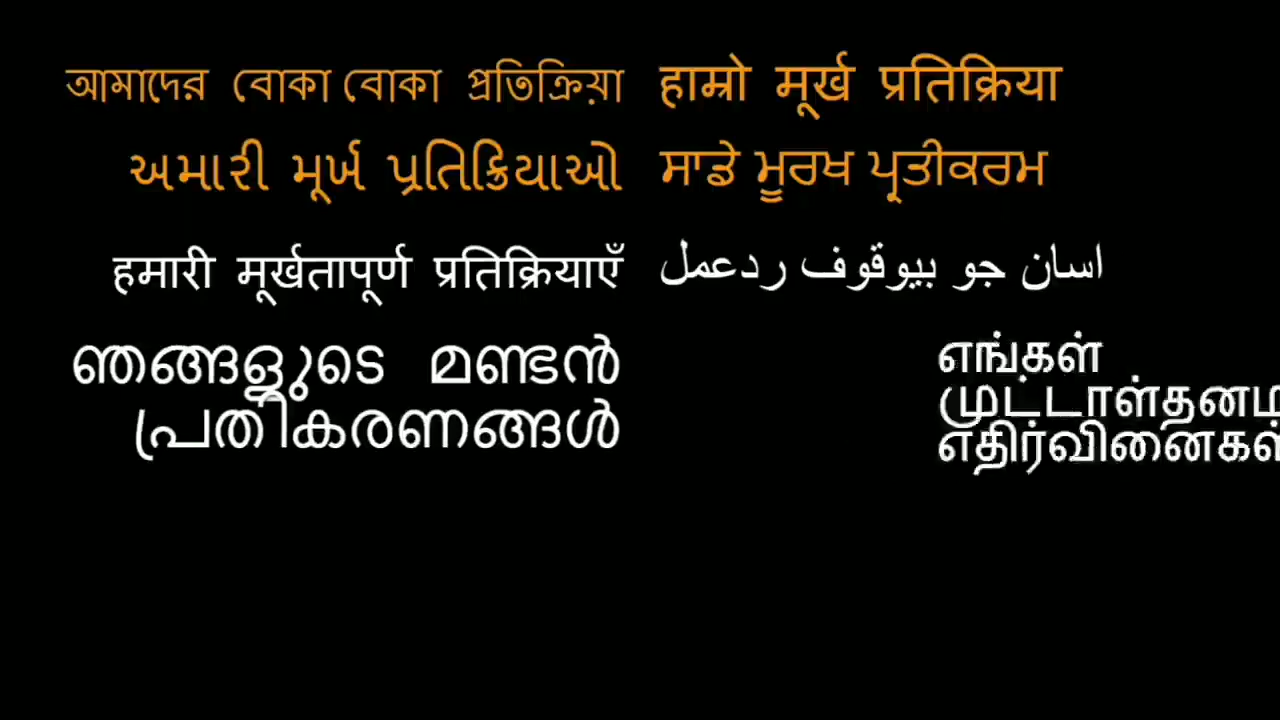 আমাদের বোকা বোকা প্রতিক্রিয়া
हाम्रो मूर्ख प्रतिक्रिया
અમારી મૂર્ખ પ્રતિક્રિયાઓ
ਸਾਡੇ ਮੂਰਖ ਪ੍ਰਤੀਕਰਮ
हमारी मूर्खतापूर्ण प्रतिक्रियाएँ
اسان جو بيوقوف ردعمل
ഞങ്ങളുടെ മണ്ടൻ
പ്രതികരണങ്ങൾ
எங்கள்
முட்டாள்தனம
எதிர்வினைகள்